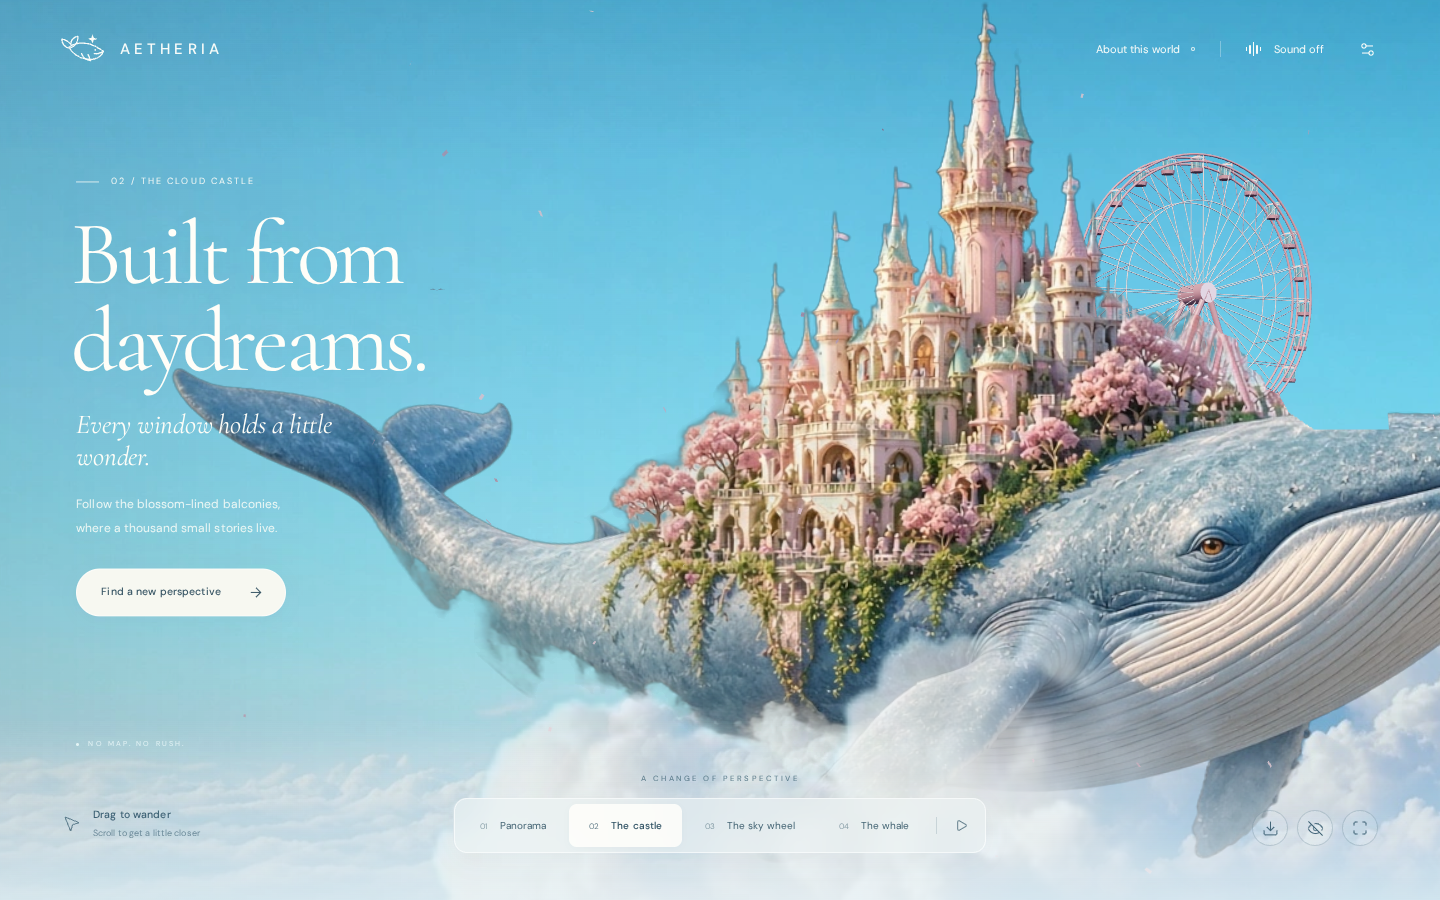 AETHERIA
About this world
Sound off
02 / THE CLOUD CASTLE
Built from
daydreams.
Every window holds a little
wonder.
Follow the blossom-lined balconies,
where a thousand small stories live.
Find a new perspective
NO MAP. NO RUSH.
A CHANGE OF PERSPECTIVE
Drag to wander
Scroll to get a little closer
01 Panorama
02 The castle
03 The sky wheel
04 The whale